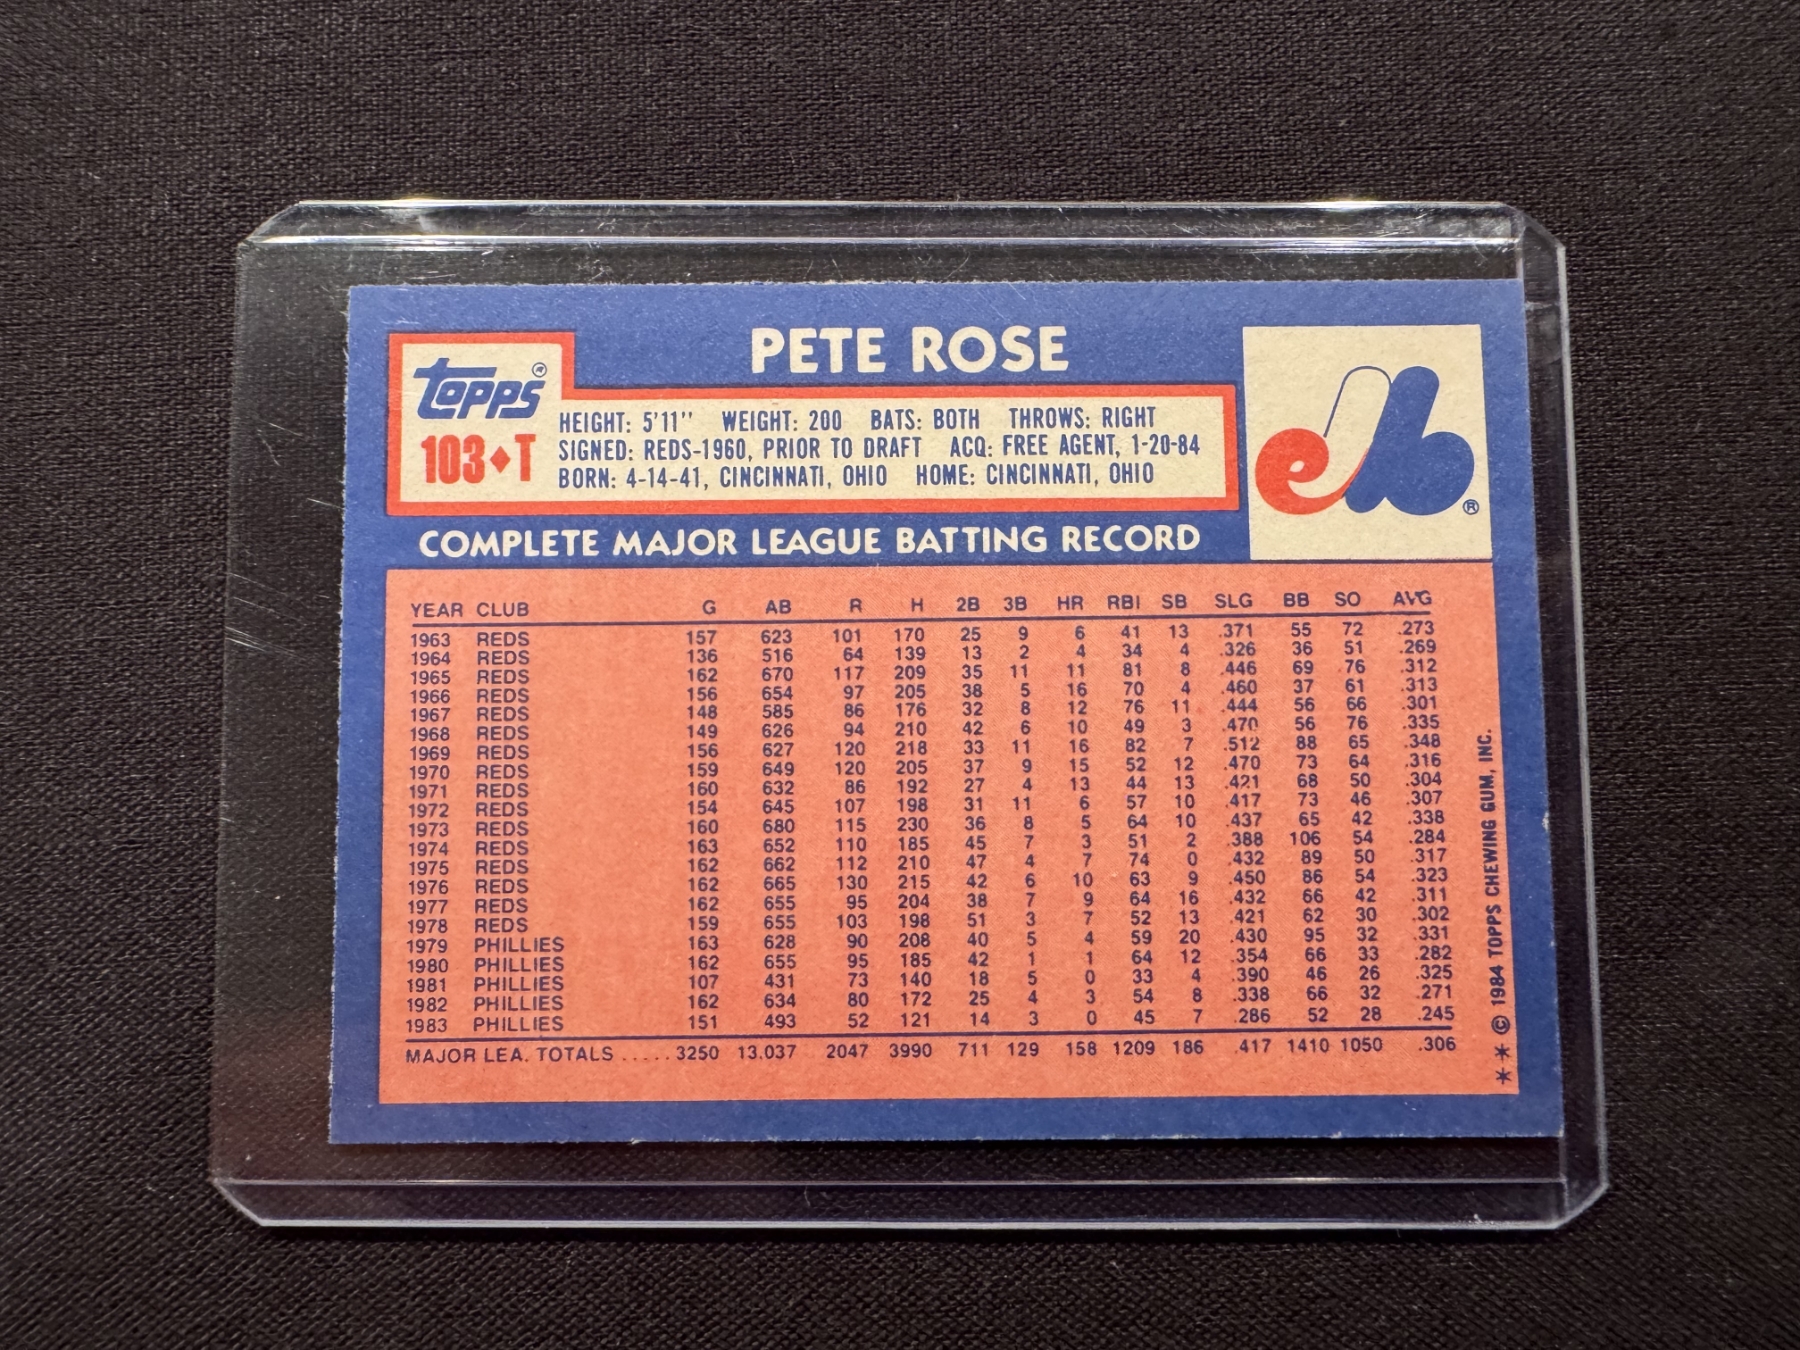 PETE ROSE
topps®
103♦T
HEIGHT: 5'11" WEIGHT: 200 BATS: BOTH THROWS: RIGHT
SIGNED: REDS-1960, PRIOR TO DRAFT ACQ: FREE AGENT, 1-20-84
BORN: 4-14-41, CINCINNATI, OHIO HOME: CINCINNATI, OHIO
eb®
COMPLETE MAJOR LEAGUE BATTING RECORD
YEAR CLUB G AB R H 2B 3B HR RBI SB SLG BB SO AVG
1963 REDS 157 623 101 170 25 9 6 41 13 .371 55 72 .273
1964 REDS 136 516 64 139 13 2 4 34 4 .326 36 51 .269
1965 REDS 162 670 117 209 35 11 11 81 8 .446 69 76 .312
1966 REDS 156 654 97 205 38 5 16 70 4 .460 37 61 .313
1967 REDS 148 585 86 176 32 8 12 76 11 .444 56 66 .301
1968 REDS 149 626 94 210 42 6 10 49 3 .470 56 76 .335
1969 REDS 156 627 120 218 33 11 16 82 7 .512 88 65 .348
1970 REDS 159 649 120 205 37 9 15 52 12 .470 73 64 .316
1971 REDS 160 632 86 192 27 4 13 44 13 .421 68 50 .304
1972 REDS 154 645 107 198 31 11 6 57 10 .417 73 46 .307
1973 REDS 160 680 115 230 36 8 5 64 10 .437 65 42 .338
1974 REDS 163 652 110 185 45 7 3 51 2 .388 106 54 .284
1975 REDS 162 662 112 210 47 4 7 74 0 .432 89 50 .317
1976 REDS 162 665 130 215 42 6 10 63 9 .450 86 54 .323
1977 REDS 162 655 95 204 38 7 9 64 16 .432 66 42 .311
1978 REDS 159 655 103 198 51 3 7 52 13 .421 62 30 .302
1979 PHILLIES 163 628 90 208 40 5 4 59 20 .430 95 32 .331
1980 PHILLIES 162 655 95 185 42 1 1 64 12 .354 66 33 .282
1981 PHILLIES 107 431 73 140 18 5 0 33 4 .390 46 26 .325
1982 PHILLIES 162 634 80 172 25 4 3 54 8 .338 66 32 .271
1983 PHILLIES 151 493 52 121 14 3 0 45 7 .286 52 28 .245
MAJOR LEA. TOTALS ..... 3250 13.037 2047 3990 711 129 158 1209 186 .417 1410 1050 .306
** © 1984 TOPPS CHEWING GUM, INC.